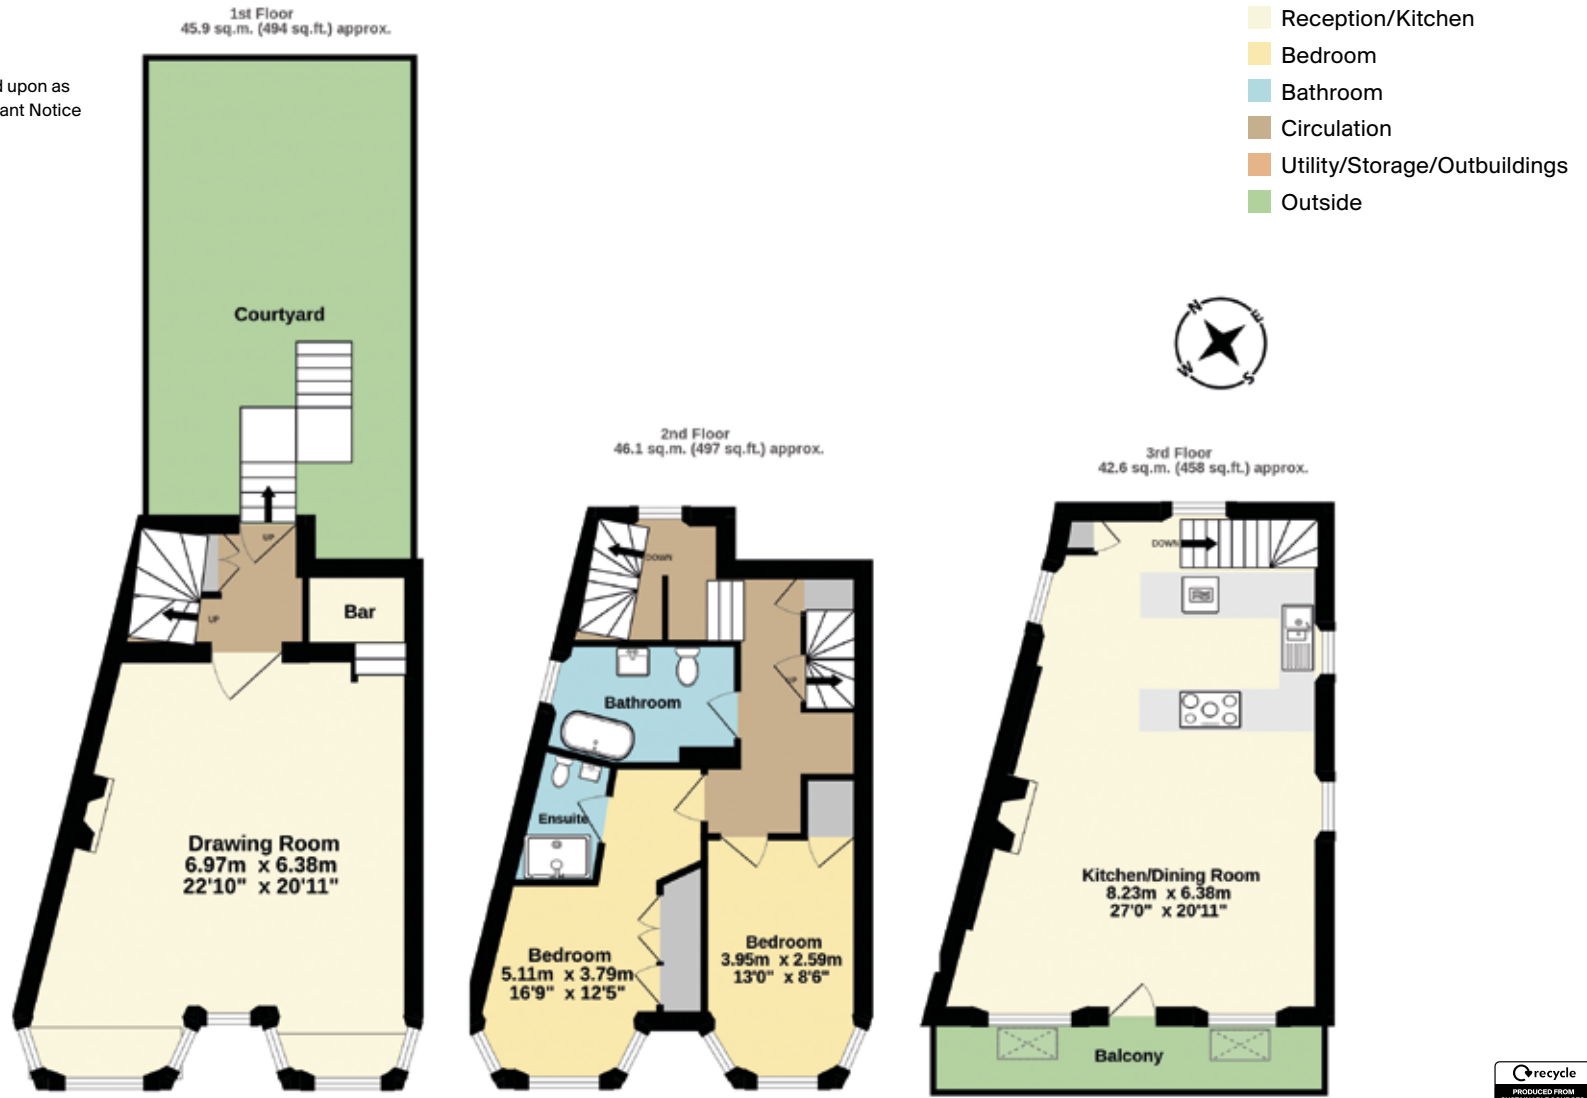 1st Floor
45.9 sq.m. (494 sq.ft.) approx.
upon as
ant Notice
Reception/Kitchen
Bedroom
Bathroom
Circulation
Utility/Storage/Outbuildings
Outside
Courtyard
UP
UP
Bar
Drawing Room
6.97m x 6.38m
22'10" x 20'11"
N
E
S
W
2nd Floor
46.1 sq.m. (497 sq.ft.) approx.
DOWN
UP
Bathroom
Ensuite
Bedroom
5.11m x 3.79m
16'9" x 12'5"
Bedroom
3.95m x 2.59m
13'0" x 8'6"
3rd Floor
42.6 sq.m. (458 sq.ft.) approx.
DOWN
Kitchen/Dining Room
8.23m x 6.38m
27'0" x 20'11"
Balcony
recycle
PRODUCED FROM